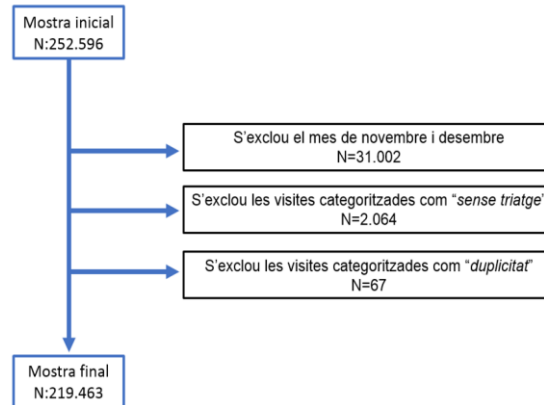 Mostra inicial
N:252.596
S’exclou el mes de novembre i desembre
N=31.002
S’exclou les visites categoritzades com “sense triatge”
N=2.064
S’exclou les visites categoritzades com “duplicitat”
N=67
Mostra final
N:219.463